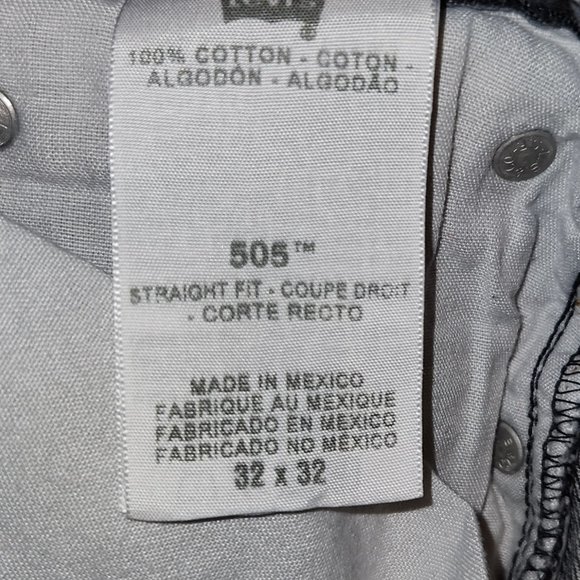 100% COTTON - COTON -
ALGODÓN - ALGODÃO
505™
STRAIGHT FIT - COUPE DROIT
- CORTE RECTO
MADE IN MEXICO
FABRIQUE AU MEXIQUE
FABRICADO EN MÉXICO
FABRICADO NO MÉXICO
32 x 32